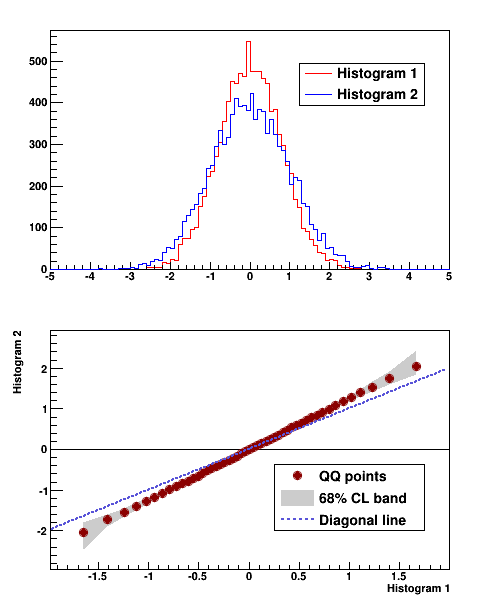 500
400
300
200
100
0
-5 -4 -3 -2 -1 0 1 2 3 4 5
Histogram 1
Histogram 2
Histogram 2
2
1
0
-1
-2
QQ points
68% CL band
Diagonal line
-1.5 -1 -0.5 0 0.5 1 1.5
Histogram 1